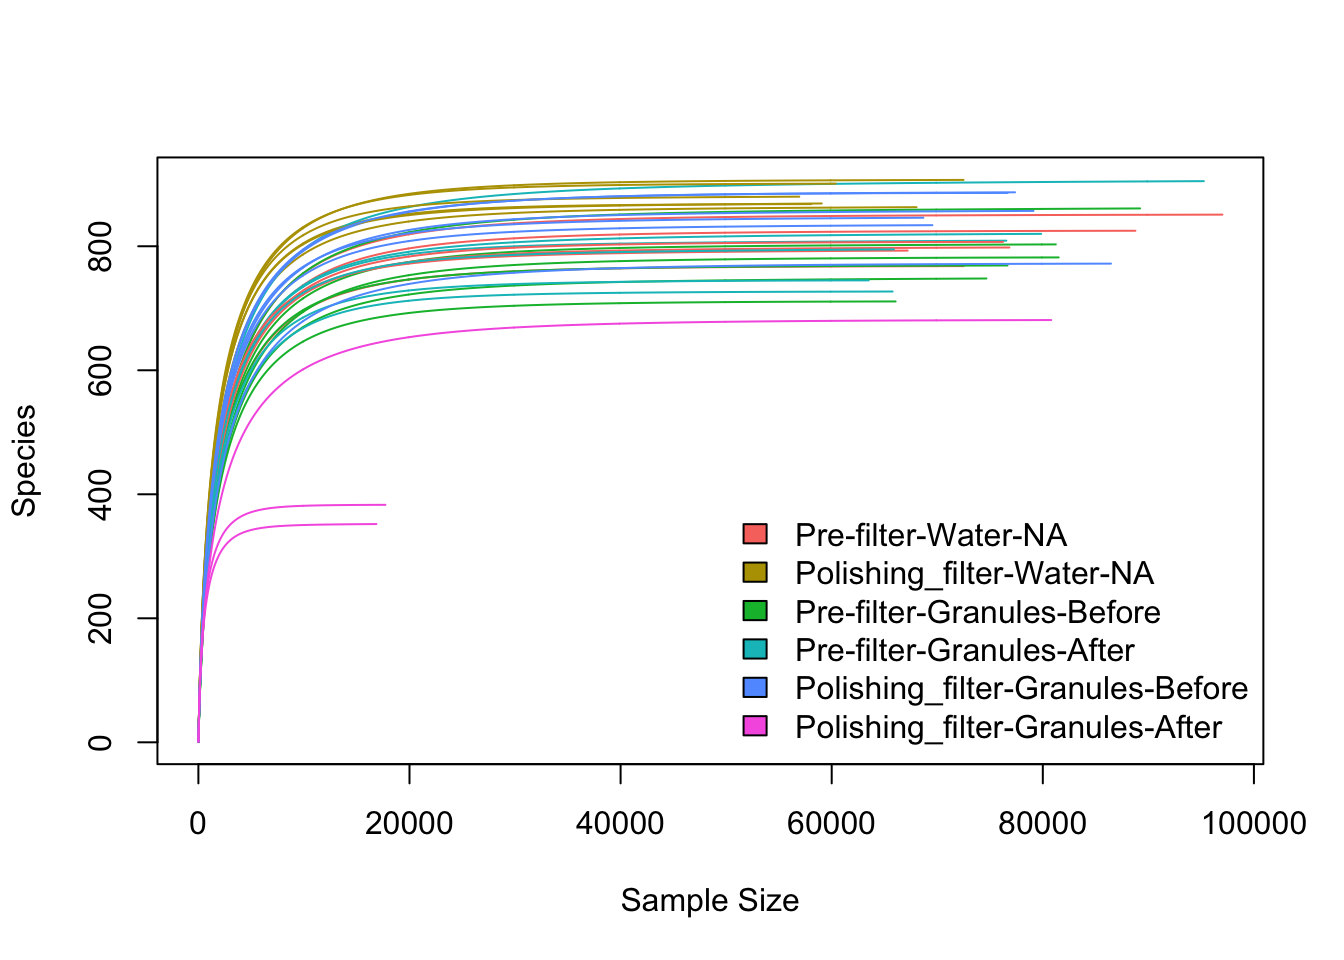 Species
800
600
400
200
0
Pre-filter-Water-NA
Polishing_filter-Water-NA
Pre-filter-Granules-Before
Pre-filter-Granules-After
Polishing_filter-Granules-Before
Polishing_filter-Granules-After
0 20000 40000 60000 80000 100000
Sample Size